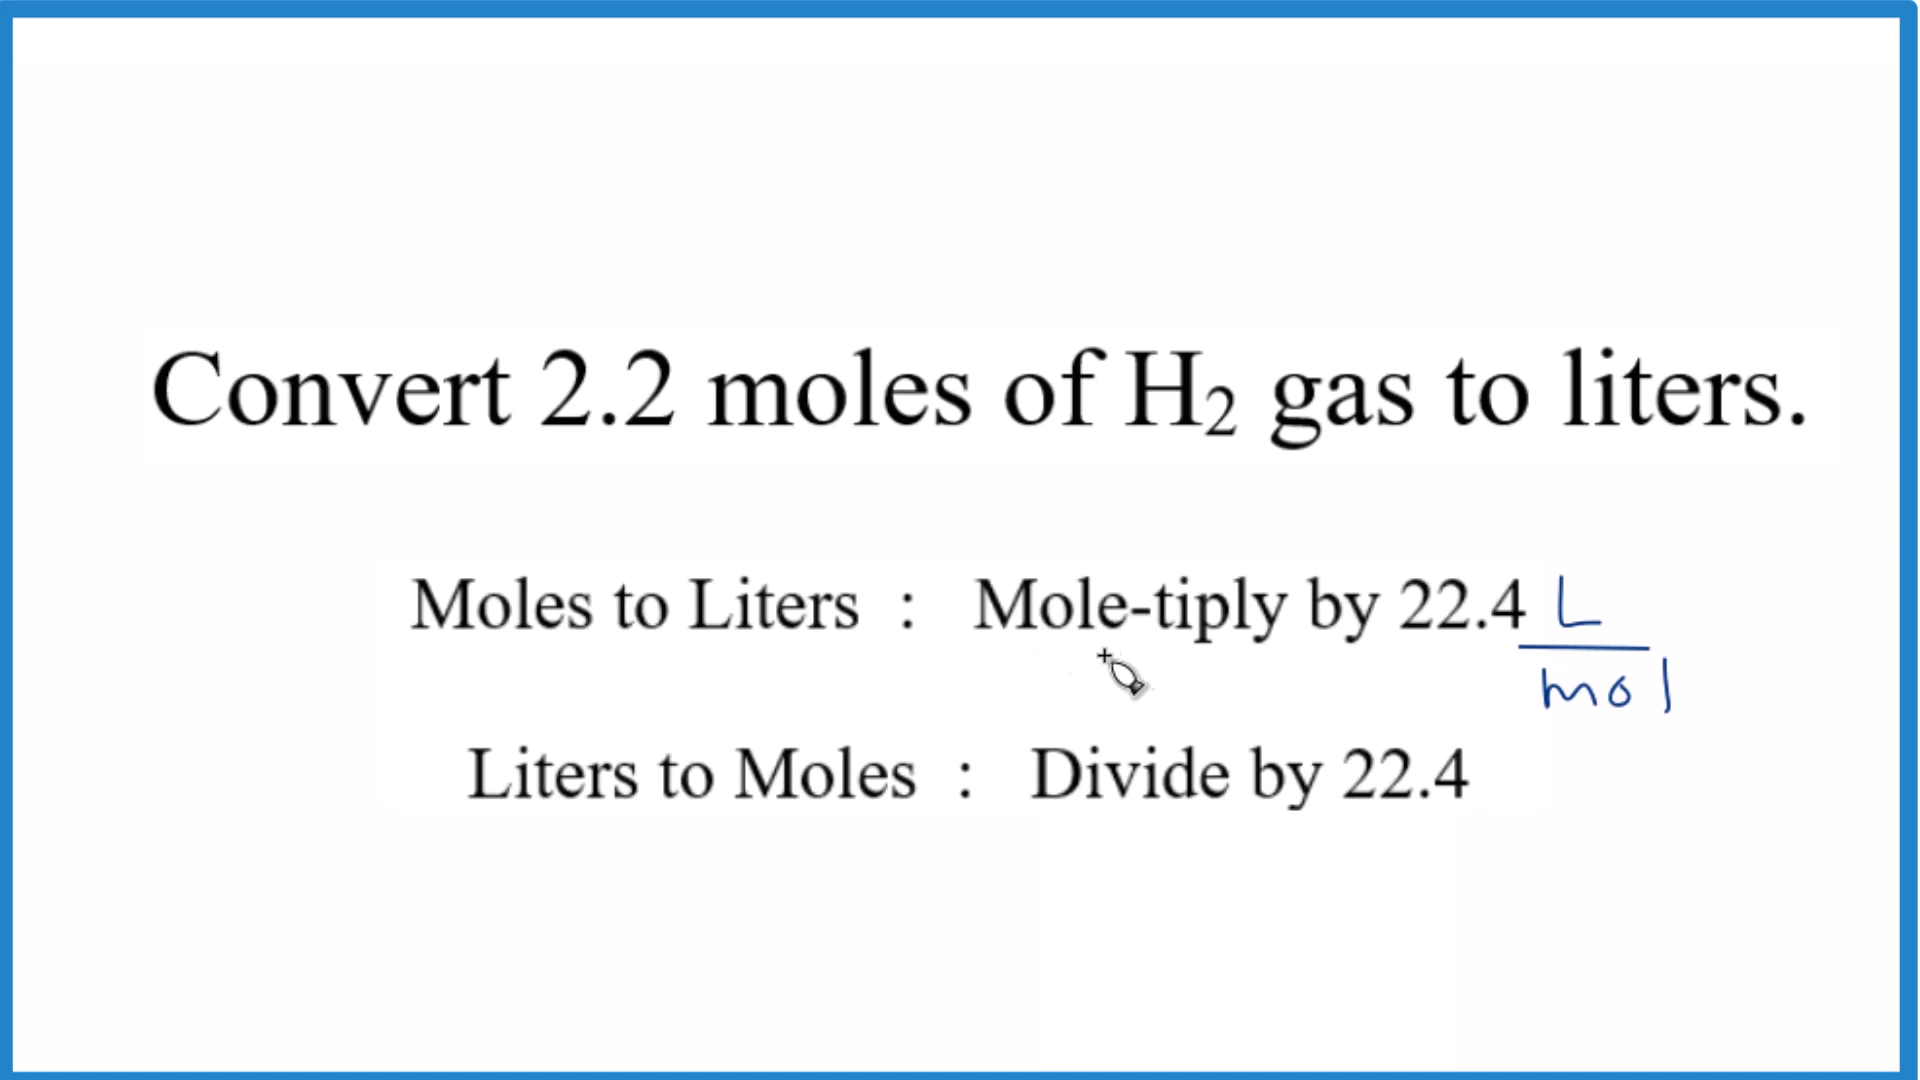 Convert 2.2 moles of H₂ gas to liters.
Moles to Liters : Mole-tiply by 22.4 L
mol
Liters to Moles : Divide by 22.4